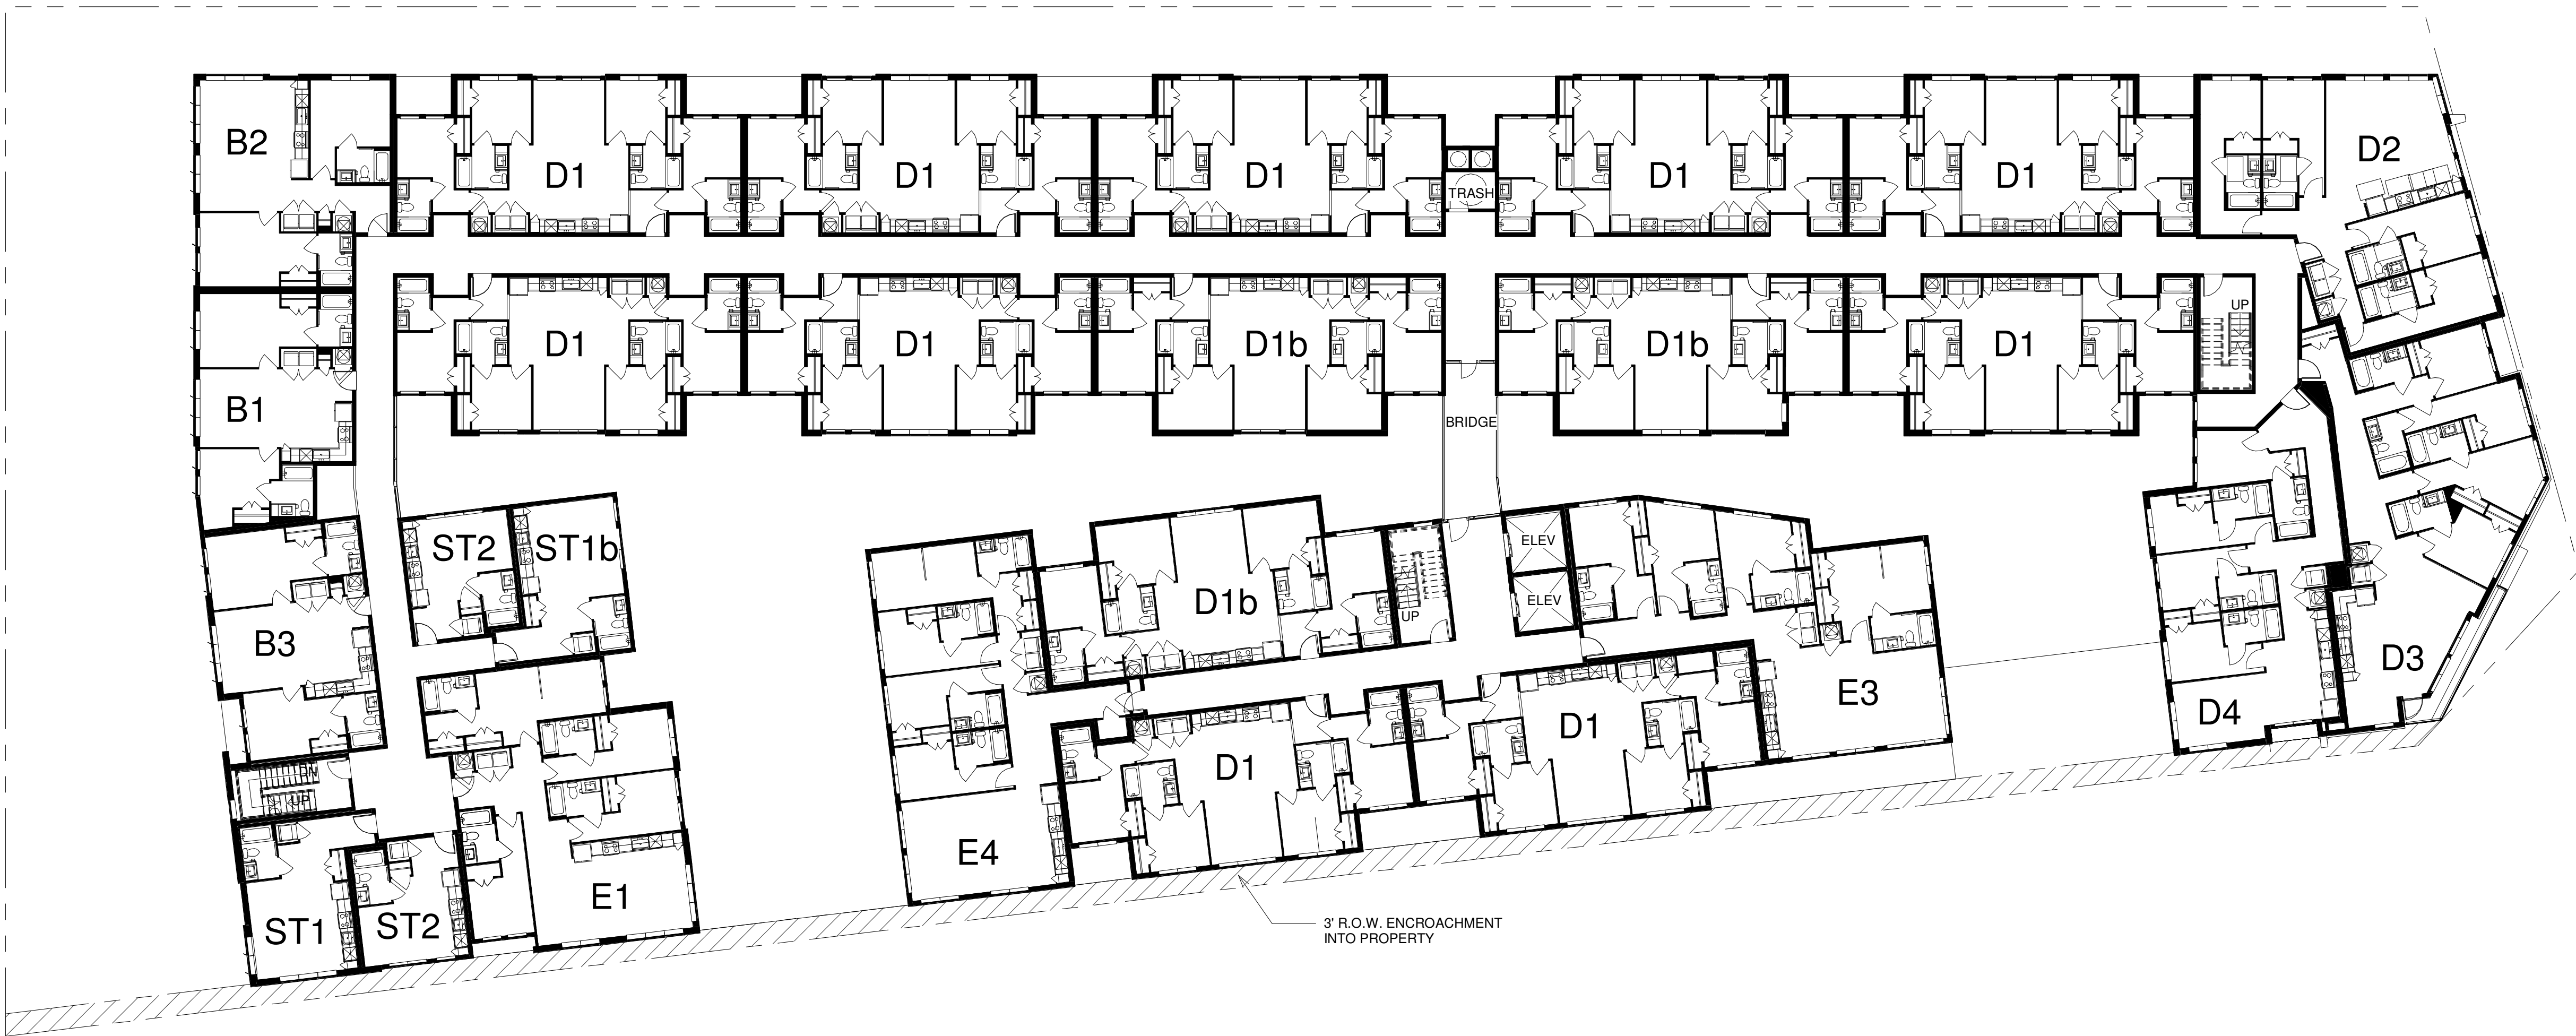 B2
D1
D1
D1
TRASH
D1
D1
D2
B1
D1
D1
D1b
BRIDGE
D1b
D1
UP
B3
ST2
ST1b
D1b
UP
ELEV
ELEV
E3
D4
D3
DN
UP
ST1
ST2
E1
E4
D1
D1
3' R.O.W. ENCROACHMENT
INTO PROPERTY